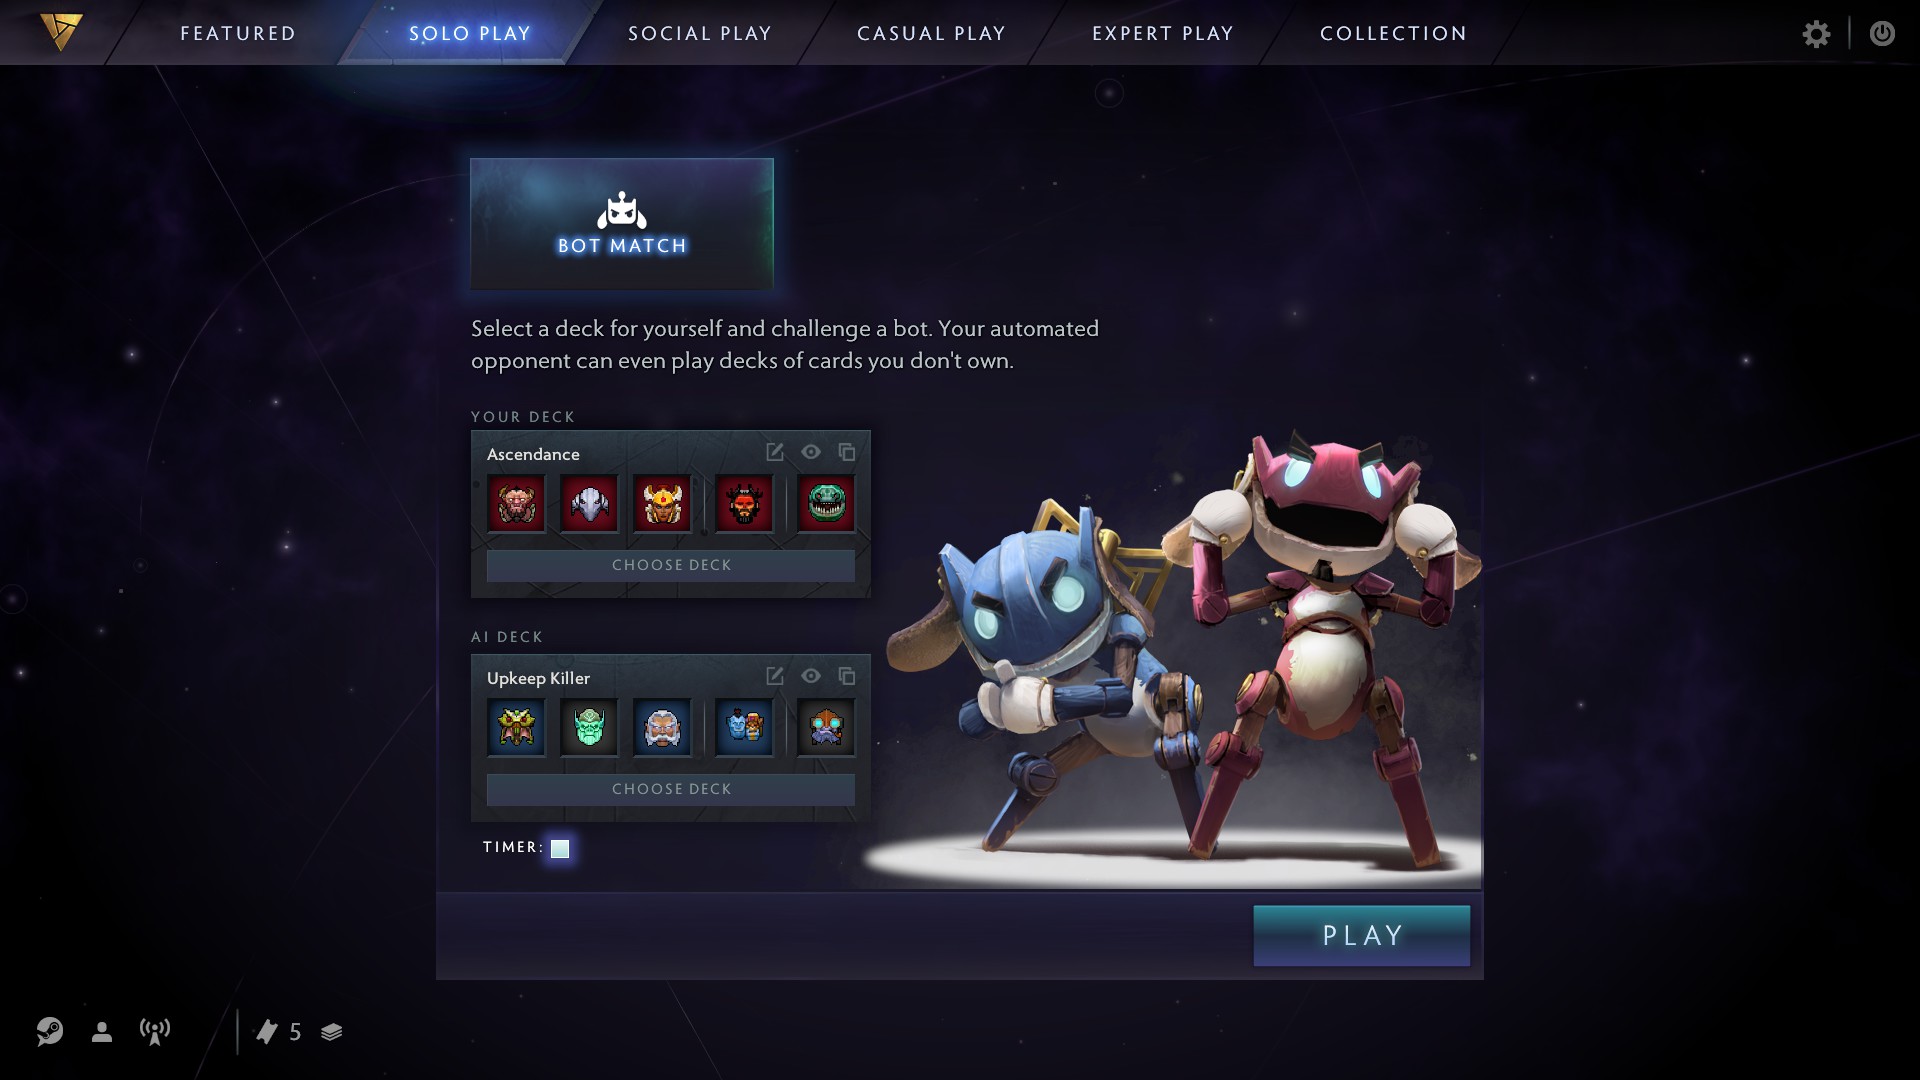 FEATURED
SOLO PLAY
SOCIAL PLAY
CASUAL PLAY
EXPERT PLAY
COLLECTION
BOT MATCH
Select a deck for yourself and challenge a bot. Your automated
opponent can even play decks of cards you don't own.
YOUR DECK
Ascendance
CHOOSE DECK
AI DECK
Upkeep Killer
CHOOSE DECK
TIMER:
PLAY
5